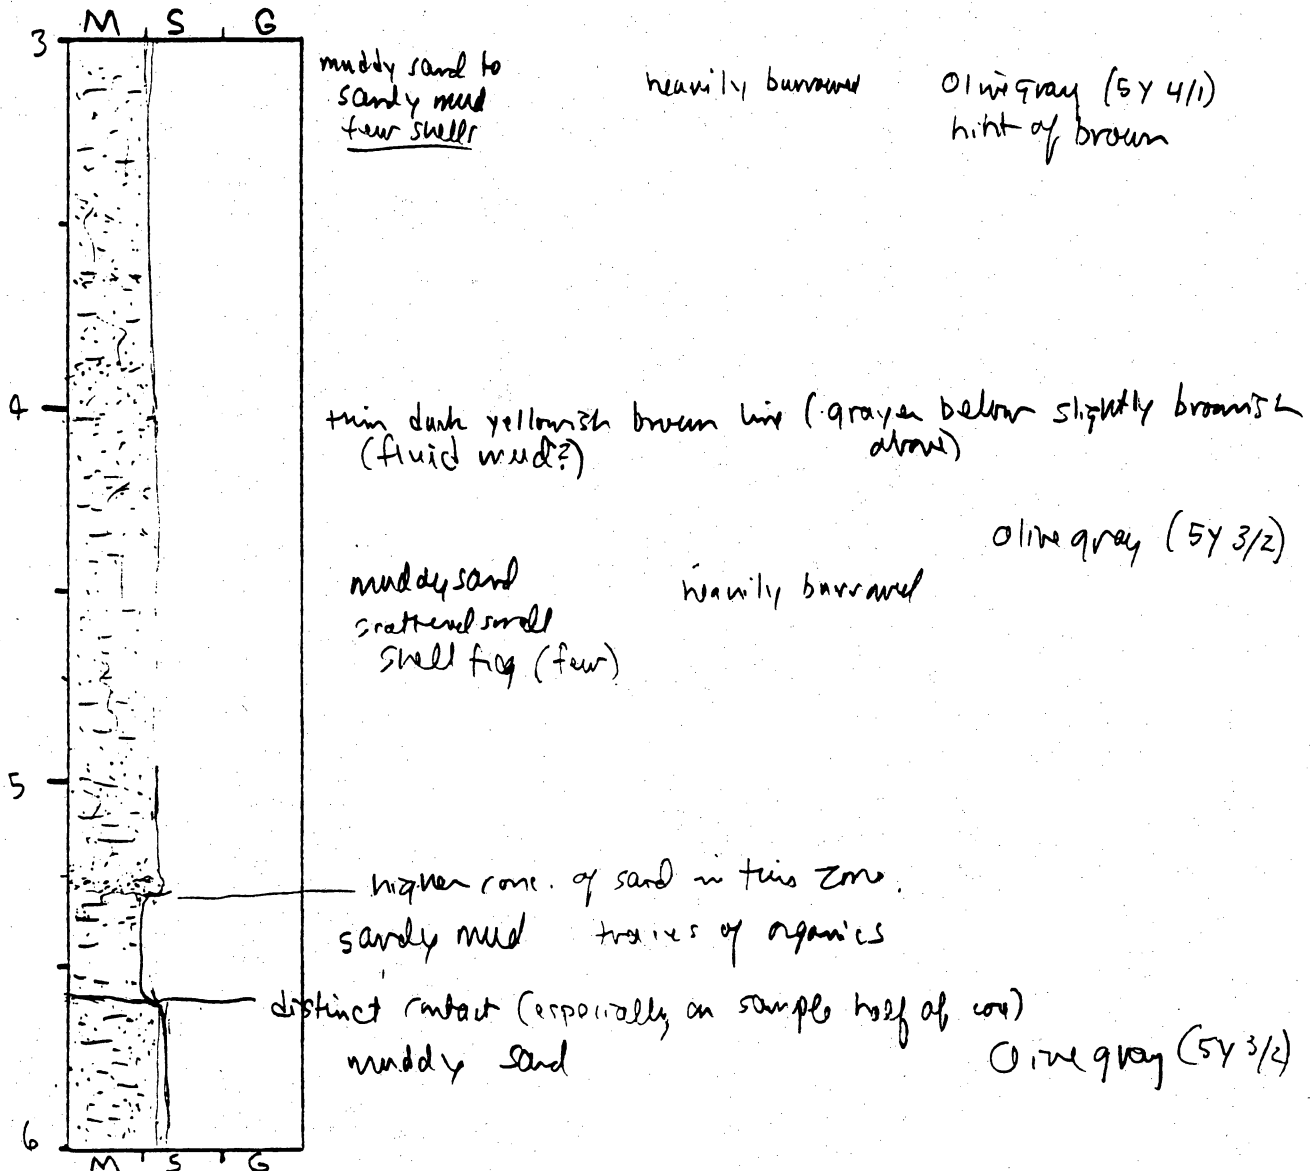 M S G
3
muddy sand to heavily burrowed Olive gray (5Y 4/1)
sandy mud hint of brown
few shells
4
thin dark yellowish brown line (grayer below slightly brownish
(fluid mud?) above)
Olive gray (5Y 3/2)
muddy sand heavily burrowed
scattered small
shell frag (few)
5
higher conc. of sand in this zone.
sandy mud traces of organics
distinct contact (especially on sample half of core)
muddy sand Olive gray (5Y 3/2)
6
M S G